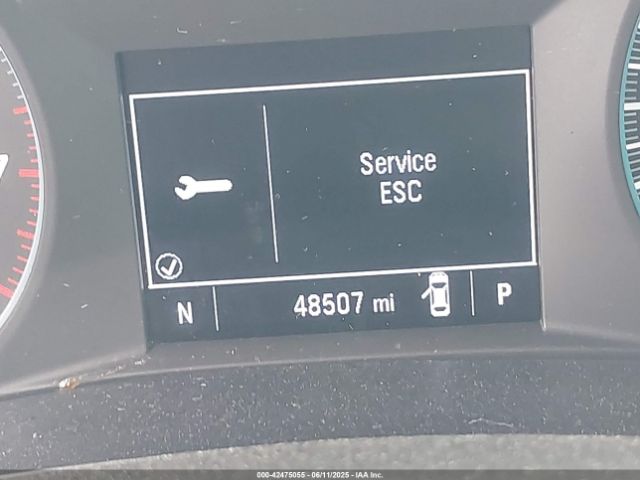 Service
ESC
N 48507 mi P
000-42475055 - 06/11/2025 - IAA Inc.